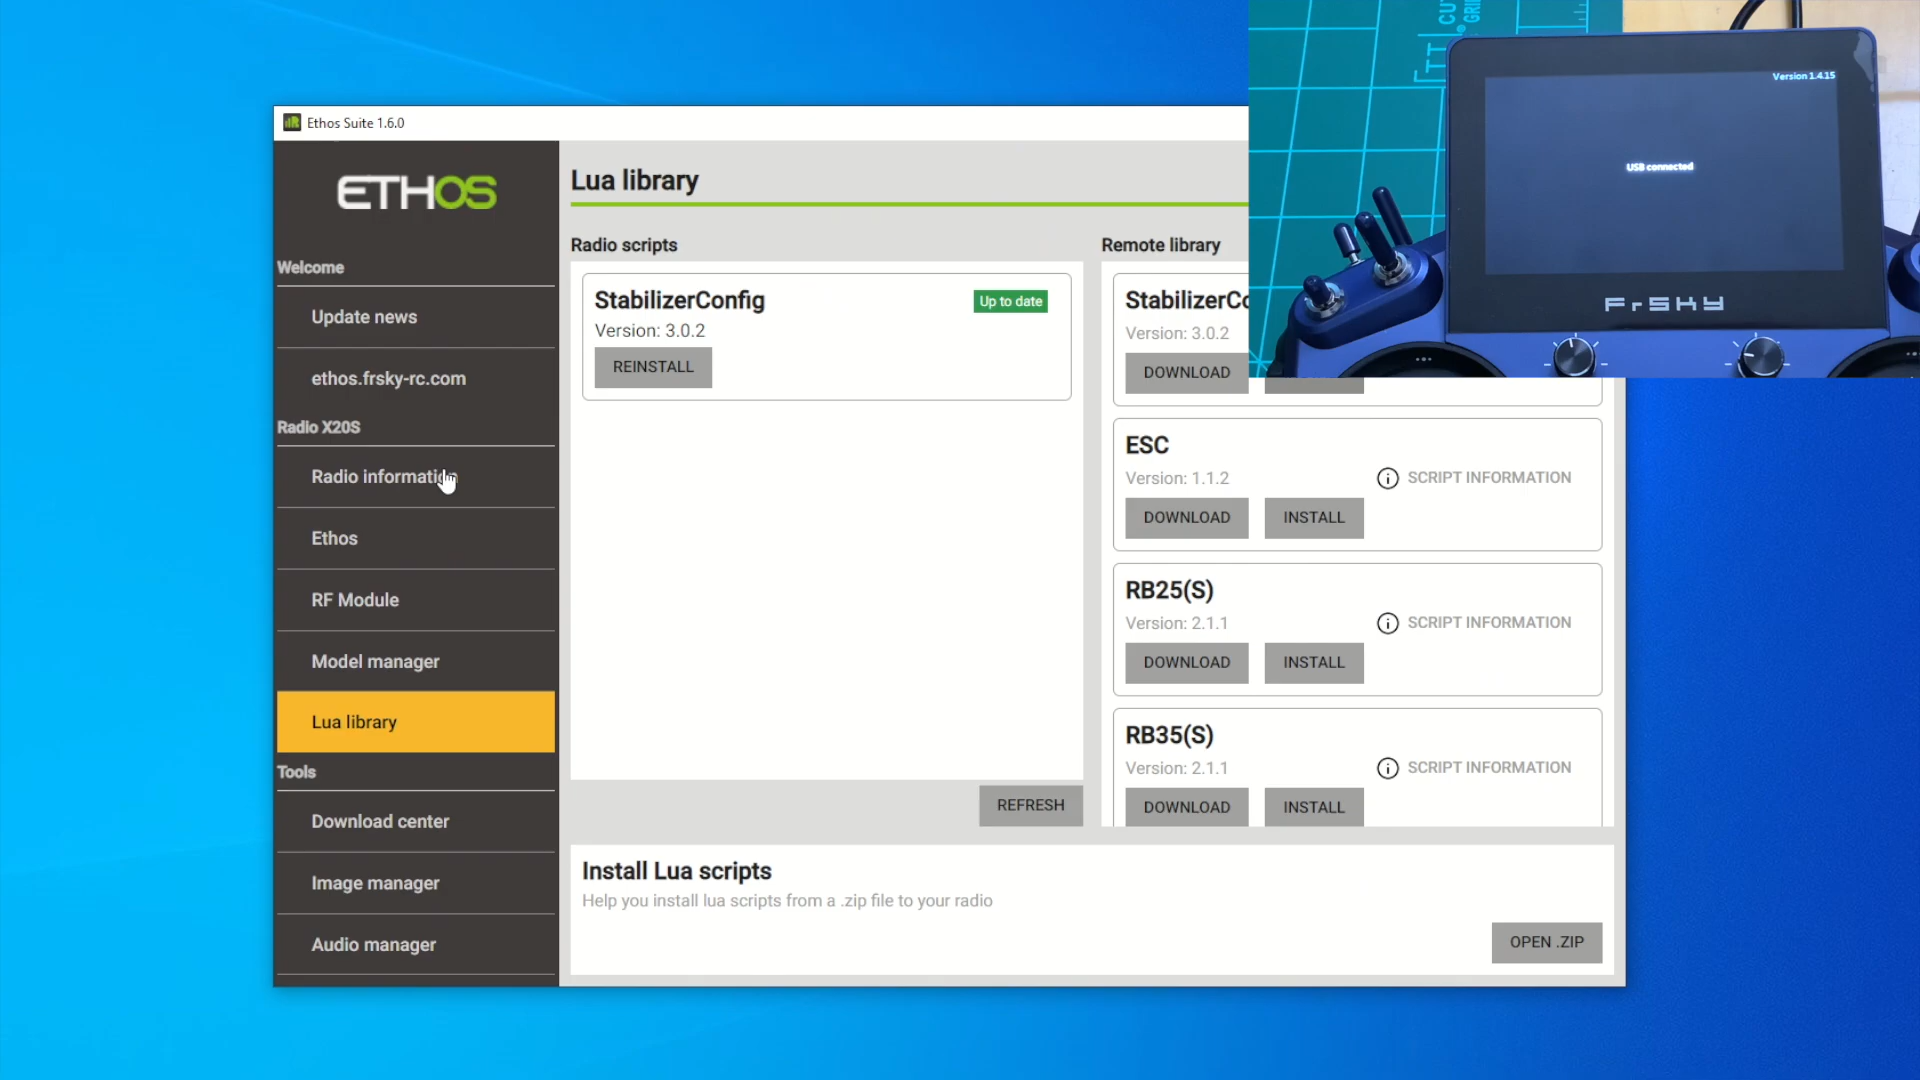 Ethos Suite 1.6.0
ETHOS
Welcome
Update news
ethos.frsky-rc.com
Radio X20S
Radio information
Ethos
RF Module
Model manager
Lua library
Tools
Download center
Image manager
Audio manager
Lua library
Radio scripts
StabilizerConfig
Up to date
Version: 3.0.2
REINSTALL
REFRESH
Remote library
StabilizerCo
Version: 3.0.2
DOWNLOAD
ESC
Version: 1.1.2
SCRIPT INFORMATION
DOWNLOAD
INSTALL
RB25(S)
Version: 2.1.1
SCRIPT INFORMATION
DOWNLOAD
INSTALL
RB35(S)
Version: 2.1.1
SCRIPT INFORMATION
DOWNLOAD
INSTALL
Install Lua scripts
Help you install lua scripts from a .zip file to your radio
OPEN .ZIP
Version 1.4.15
USB connected
FrSKY